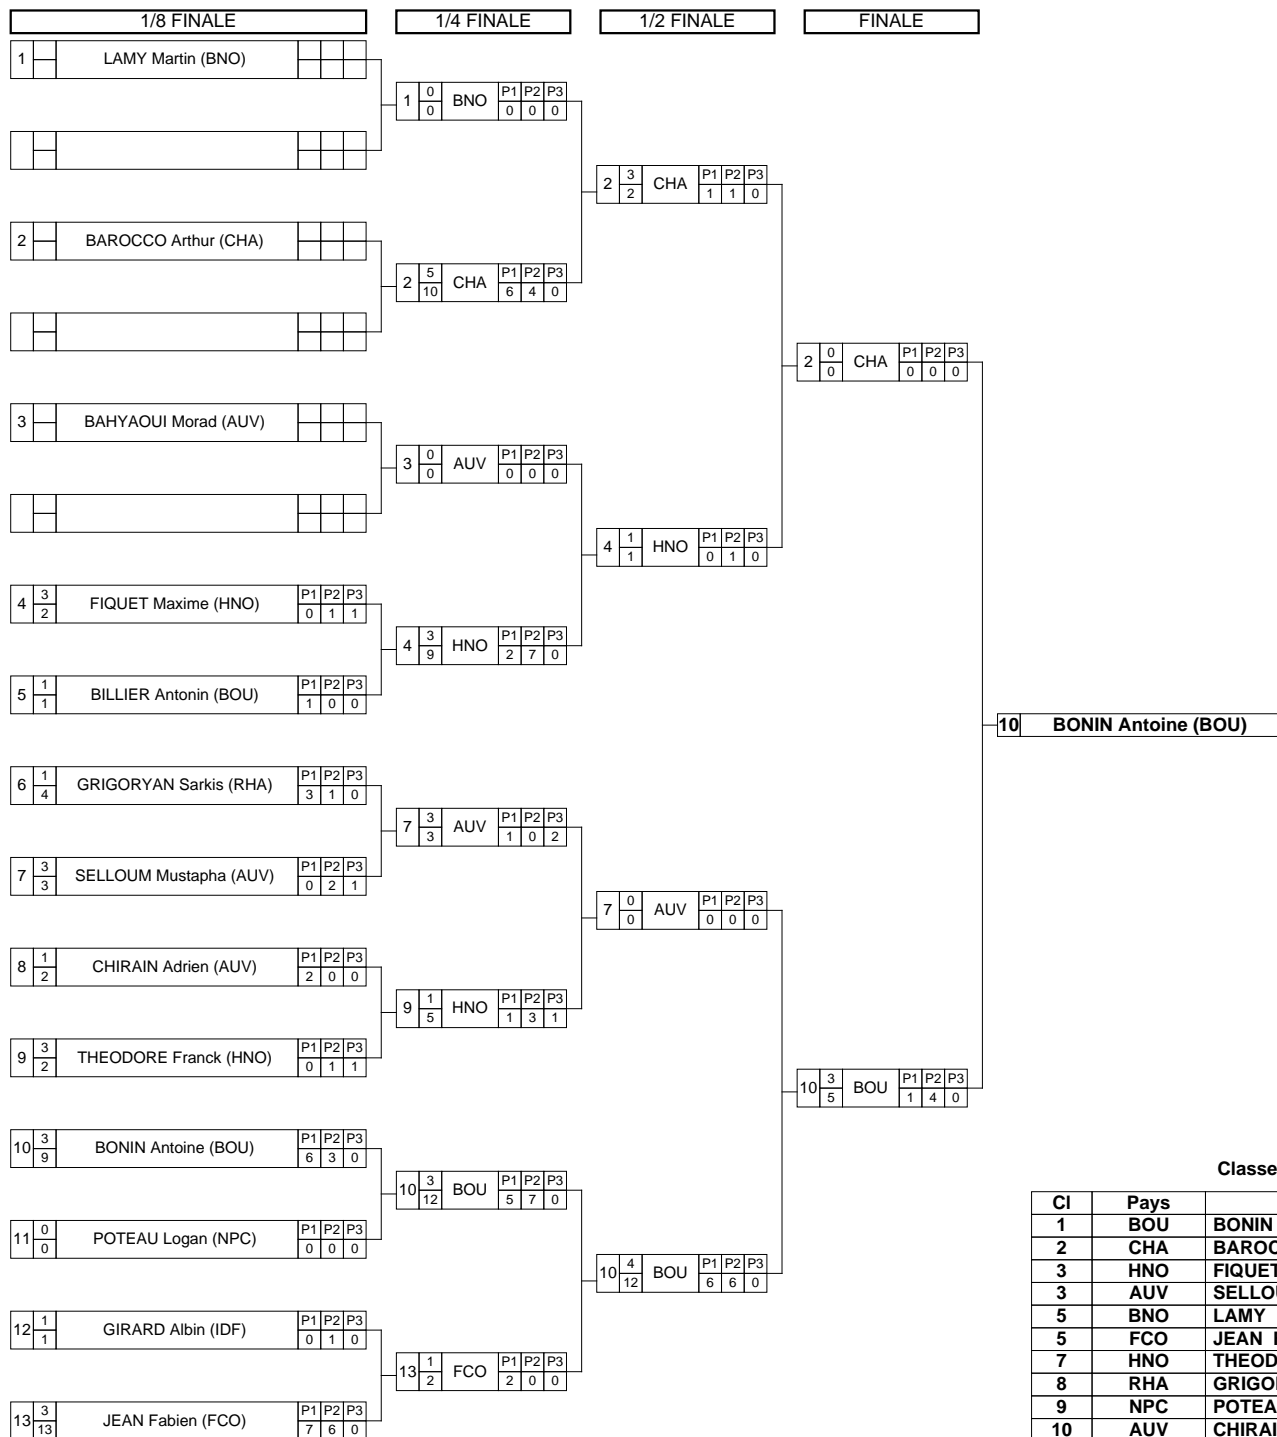 1/8 FINALE 1/4 FINALE 1/2 FINALE FINALE
1 LAMY Martin (BNO)
1 0 0 BNO P1 P2 P3 0 0 0
2 3 2 CHA P1 P2 P3 1 1 0
2 BAROCCO Arthur (CHA)
2 5 10 CHA P1 P2 P3 6 4 0
2 0 0 CHA P1 P2 P3 0 0 0
3 BAHYAOUI Morad (AUV)
3 0 0 AUV P1 P2 P3 0 0 0
4 1 1 HNO P1 P2 P3 0 1 0
4 3 2 FIQUET Maxime (HNO) P1 P2 P3 0 1 1
4 3 9 HNO P1 P2 P3 2 7 0
5 1 1 BILLIER Antonin (BOU) P1 P2 P3 1 0 0
10 BONIN Antoine (BOU)
6 1 4 GRIGORYAN Sarkis (RHA) P1 P2 P3 3 1 0
7 3 3 AUV P1 P2 P3 1 0 2
7 3 3 SELLOUM Mustapha (AUV) P1 P2 P3 0 2 1
7 0 0 AUV P1 P2 P3 0 0 0
8 1 2 CHIRAIN Adrien (AUV) P1 P2 P3 2 0 0
9 1 5 HNO P1 P2 P3 1 3 1
9 3 2 THEODORE Franck (HNO) P1 P2 P3 0 1 1
10 3 5 BOU P1 P2 P3 1 4 0
10 3 9 BONIN Antoine (BOU) P1 P2 P3 6 3 0
10 3 12 BOU P1 P2 P3 5 7 0
11 0 0 POTEAU Logan (NPC) P1 P2 P3 0 0 0
10 4 12 BOU P1 P2 P3 6 6 0
12 1 1 GIRARD Albin (IDF) P1 P2 P3 0 1 0
13 1 2 FCO P1 P2 P3 2 0 0
13 3 13 JEAN Fabien (FCO) P1 P2 P3 7 6 0
Classe
Cl Pays
1 BOU BONIN
2 CHA BAROC
3 HNO FIQUET
3 AUV SELLOU
5 BNO LAMY
5 FCO JEAN
7 HNO THEOD
8 RHA GRIGO
9 NPC POTEA
10 AUV CHIRAI